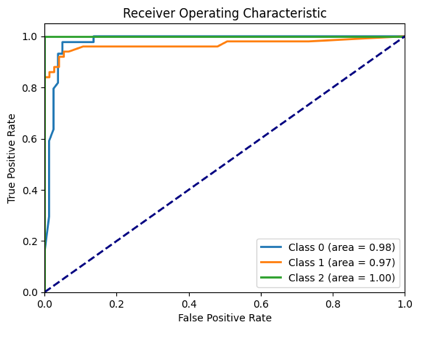 Receiver Operating Characteristic
True Positive Rate
1.0
0.8
0.6
0.4
0.2
0.0
Class 0 (area = 0.98)
Class 1 (area = 0.97)
Class 2 (area = 1.00)
0.0 0.2 0.4 0.6 0.8 1.0
False Positive Rate